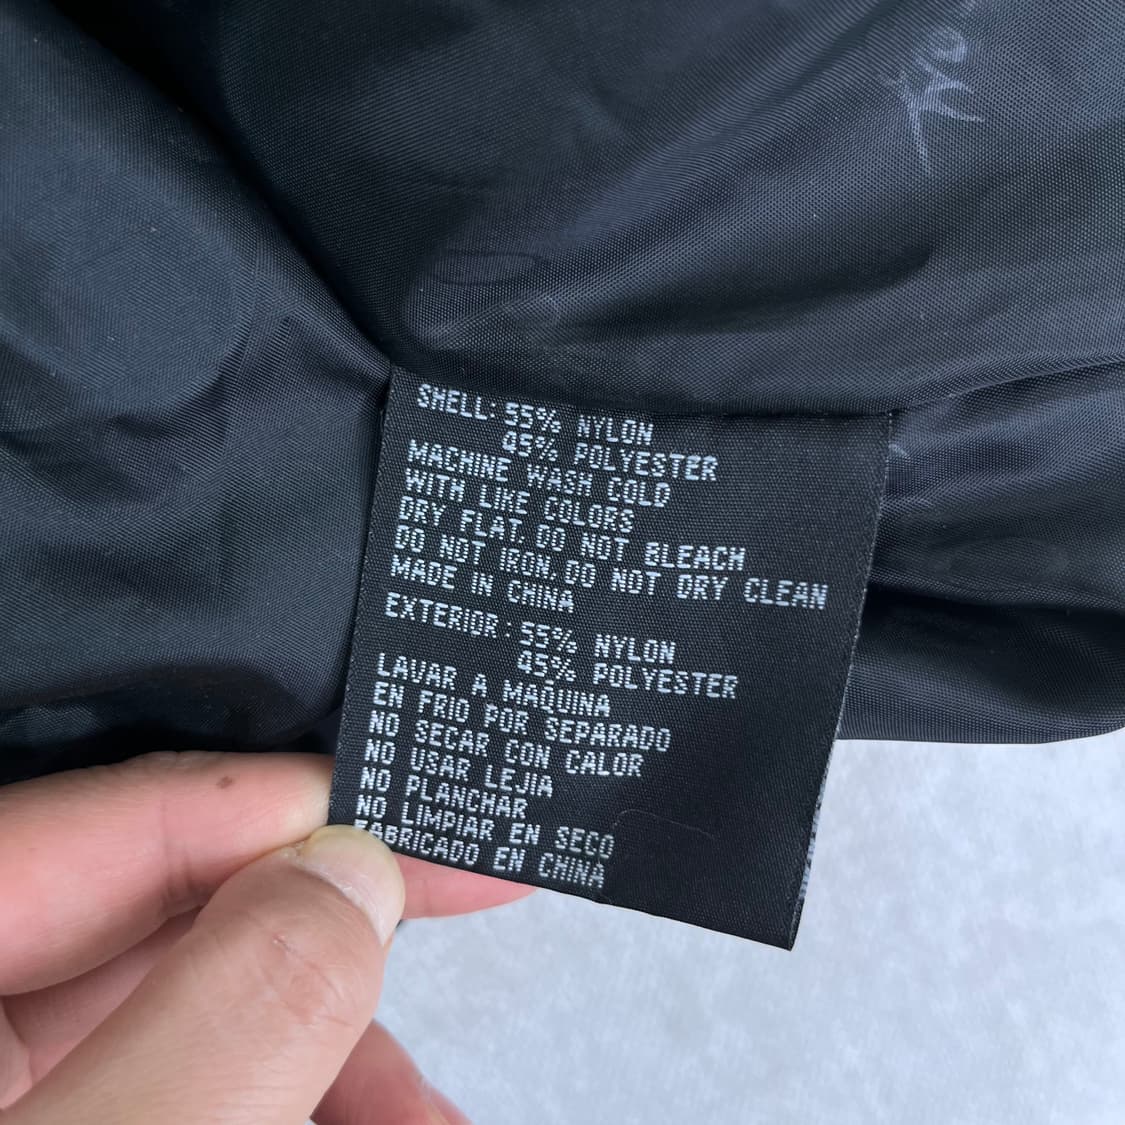 SHELL: 55% NYLON
45% POLYESTER
MACHINE WASH COLD
WITH LIKE COLORS
DRY FLAT. DO NOT BLEACH
DO NOT IRON. DO NOT DRY CLEAN
MADE IN CHINA
EXTERIOR: 55% NYLON
45% POLYESTER
LAVAR A MAQUINA
EN FRIO POR SEPARADO
NO SECAR CON CALOR
NO USAR LEJIA
NO PLANCHAR
NO LIMPIAR EN SECO
FABRICADO EN CHINA